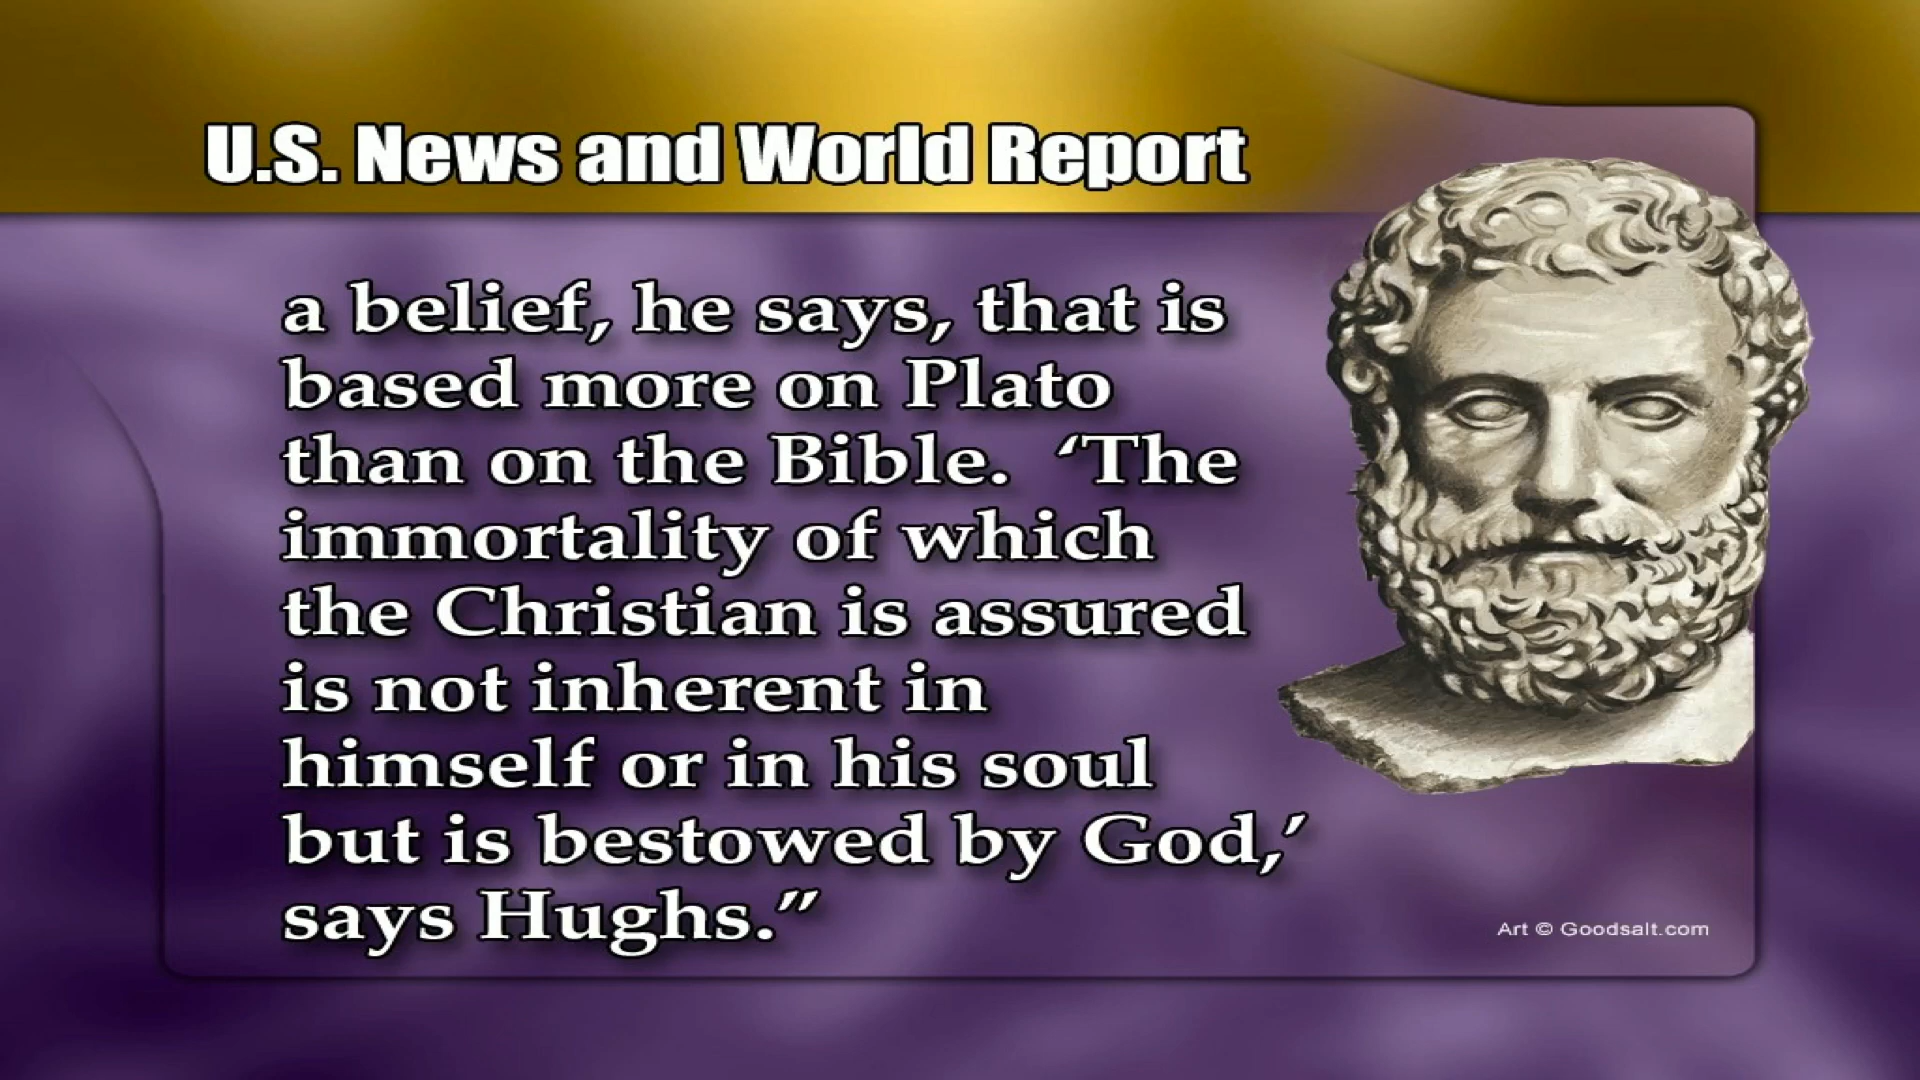 U.S. News and World Report
a belief, he says, that is
based more on Plato
than on the Bible. ‘The
immortality of which
the Christian is assured
is not inherent in
himself or in his soul
but is bestowed by God,’
says Hughs.”
Art © Goodsalt.com